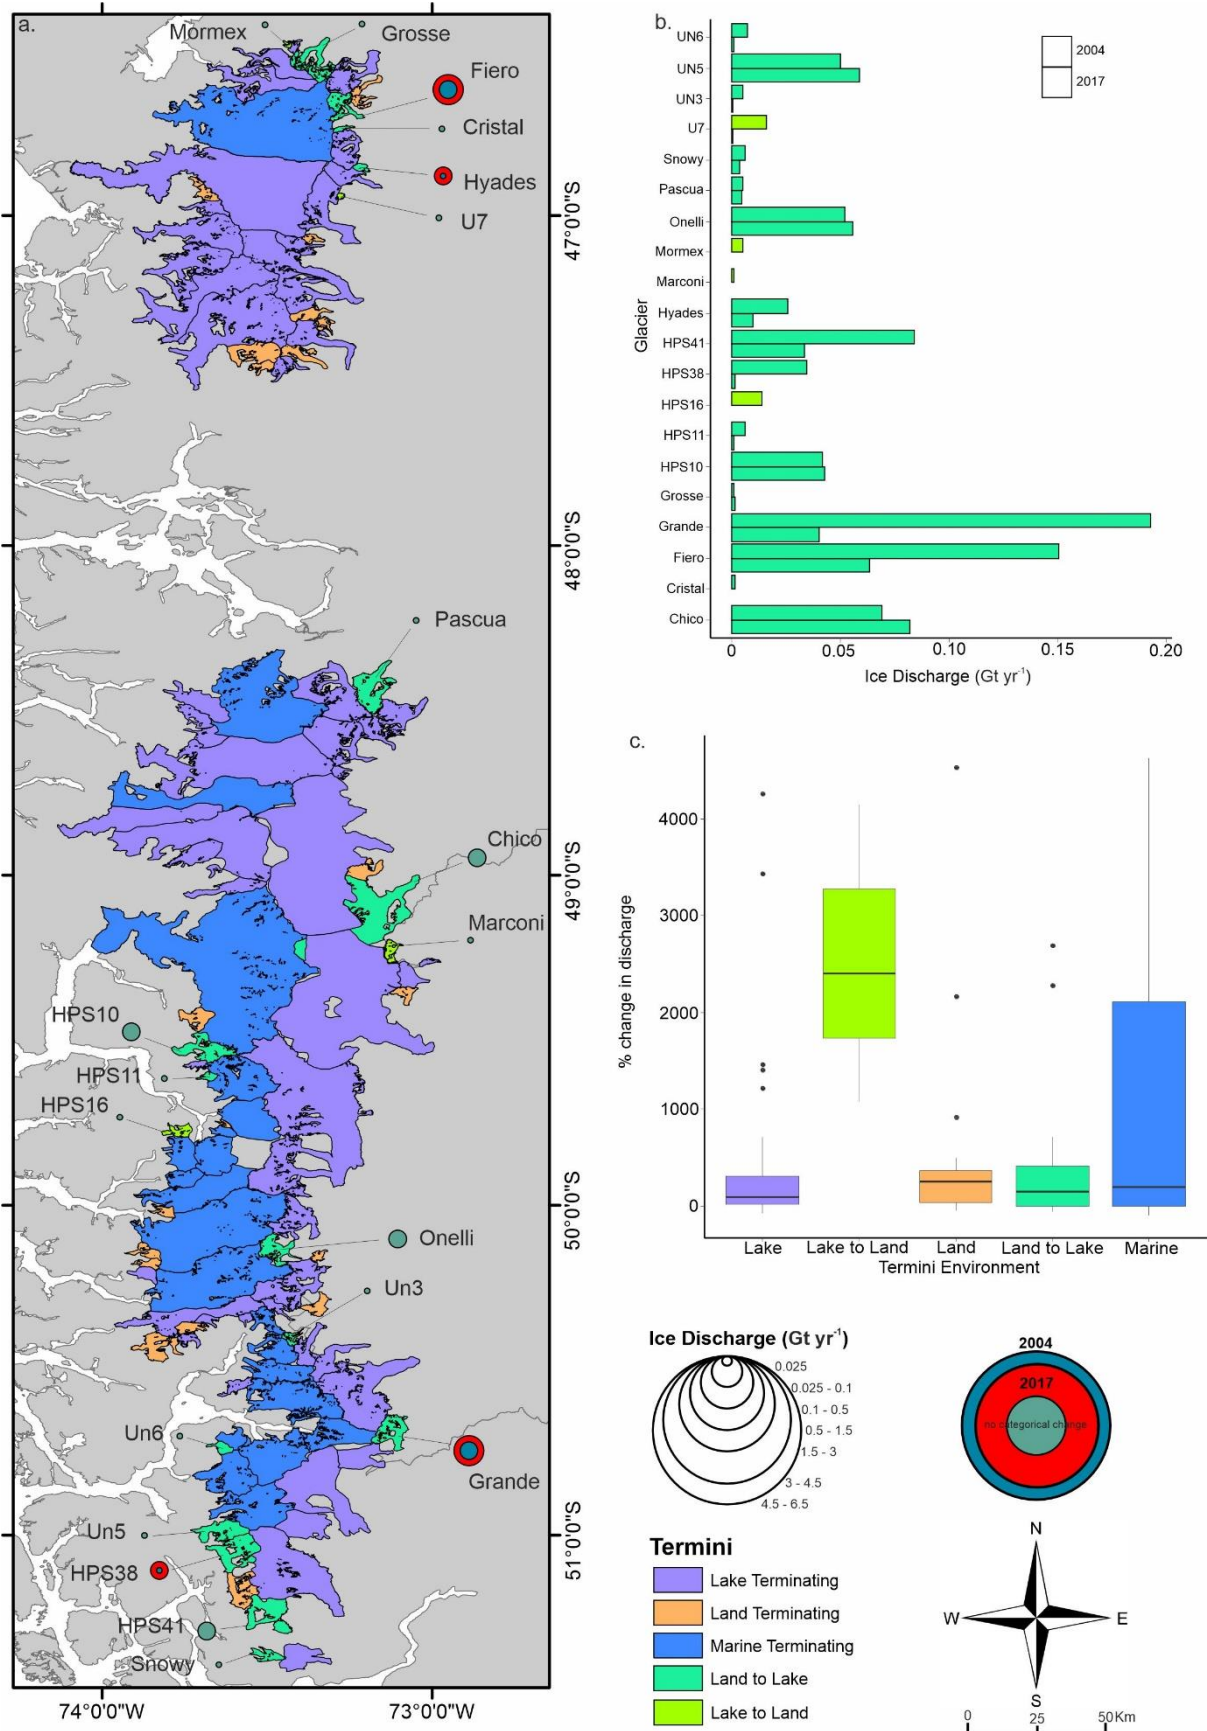 a.
Mormex
Grosse
Fiero
Cristal
Hyades
U7
47°0'0"S
48°0'0"S
Pascua
Chico
49°0'0"S
Marconi
HPS10
HPS11
HPS16
50°0'0"S
Onelli
Un3
Un6
Grande
Un5
51°0'0"S
HPS38
HPS41
Snowy
74°0'0"W
73°0'0"W
b.
2004
2017
UN6
UN5
UN3
U7
Snowy
Pascua
Onelli
Mormex
Marconi
Glacier
Hyades
HPS41
HPS38
HPS16
HPS11
HPS10
Grosse
Grande
Fiero
Cristal
Chico
0
0.05
0.10
0.15
0.20
Ice Discharge (Gt yr⁻¹)
c.
% change in discharge
4000
3000
2000
1000
0
Lake
Lake to Land
Land
Land to Lake
Marine
Termini Environment
Ice Discharge (Gt yr⁻¹)
0.025
0.025 - 0.1
0.1 - 0.5
0.5 - 1.5
1.5 - 3
3 - 4.5
4.5 - 6.5
2004
2017
no categorical change
Termini
Lake Terminating
Land Terminating
Marine Terminating
Land to Lake
Lake to Land
N
W
E
S
0
25
50 Km